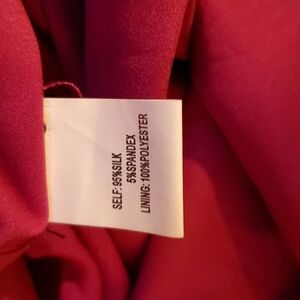 SELF: 95%SILK
5%SPANDEX
LINING: 100%POLYESTER